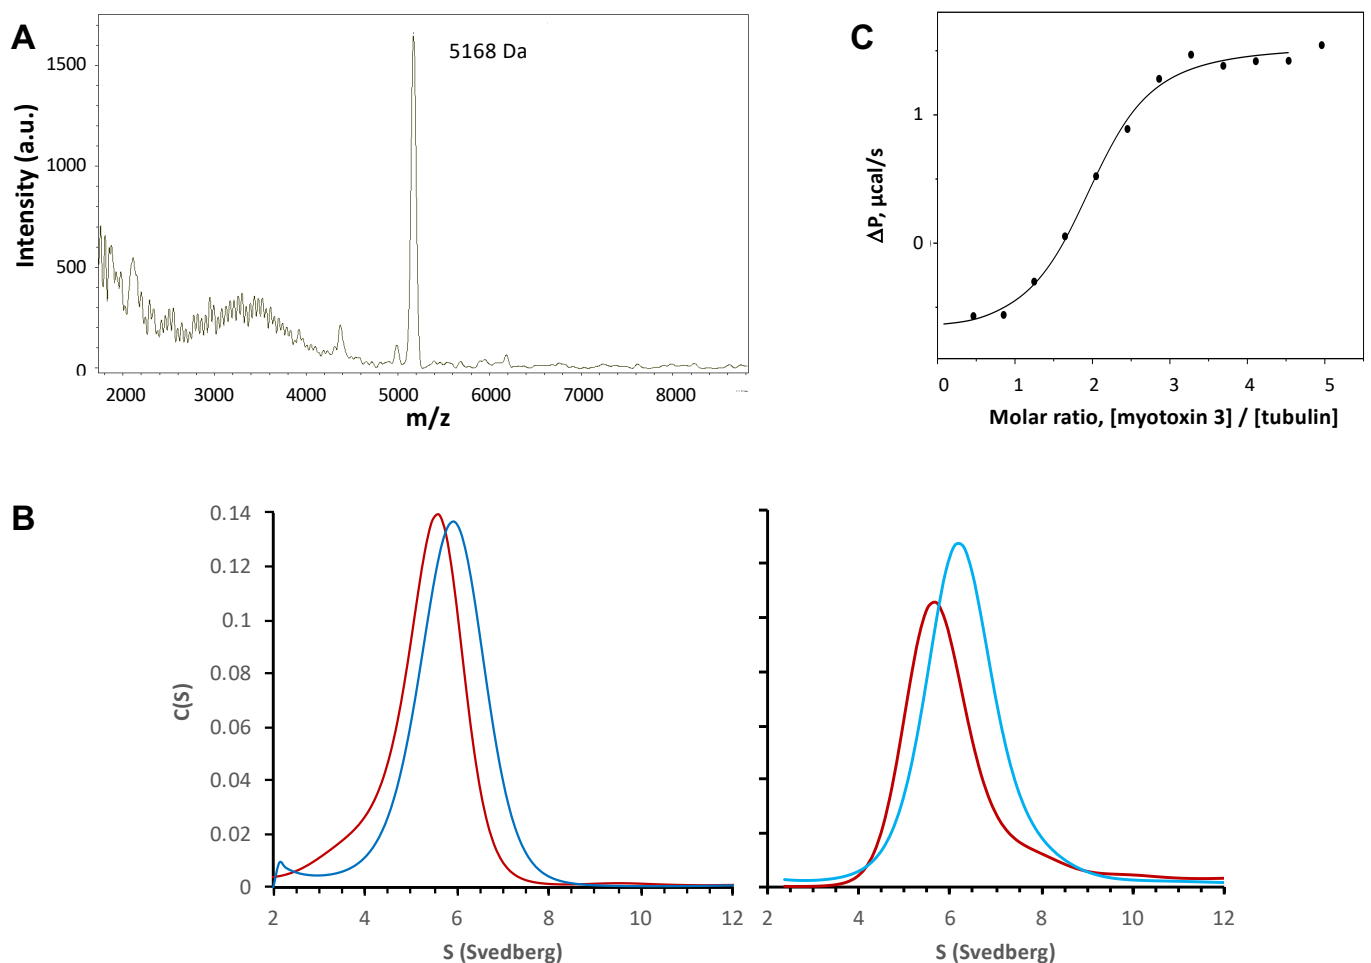 A
5168 Da
Intensity (a.u.)
1500
1000
500
0
2000 3000 4000 5000 6000 7000 8000
m/z
C
ΔP, μcal/s
1
0
0 1 2 3 4 5
Molar ratio, [myotoxin 3] / [tubulin]
B
C(S)
0.14
0.12
0.1
0.08
0.06
0.04
0.02
0
2 4 6 8 10 12
S (Svedberg)
2 4 6 8 10 12
S (Svedberg)